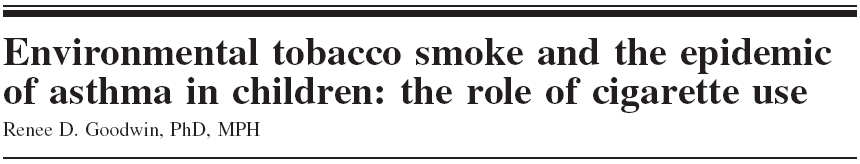 Environmental tobacco smoke and the epidemic
of asthma in children: the role of cigarette use
Renee D. Goodwin, PhD, MPH